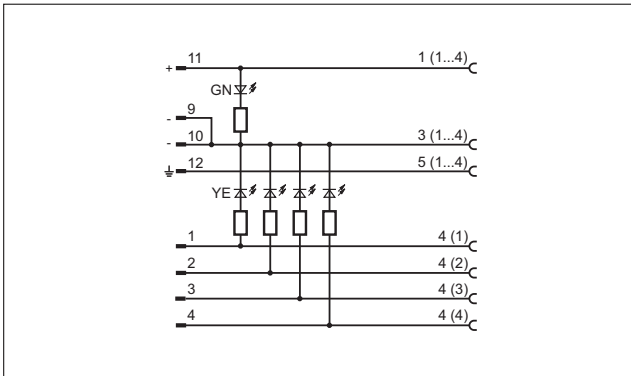 + 11 1 (1...4)
GN
- 9
- 10 3 (1...4)
12 5 (1...4)
YE
1 4 (1)
2 4 (2)
3 4 (3)
4 4 (4)